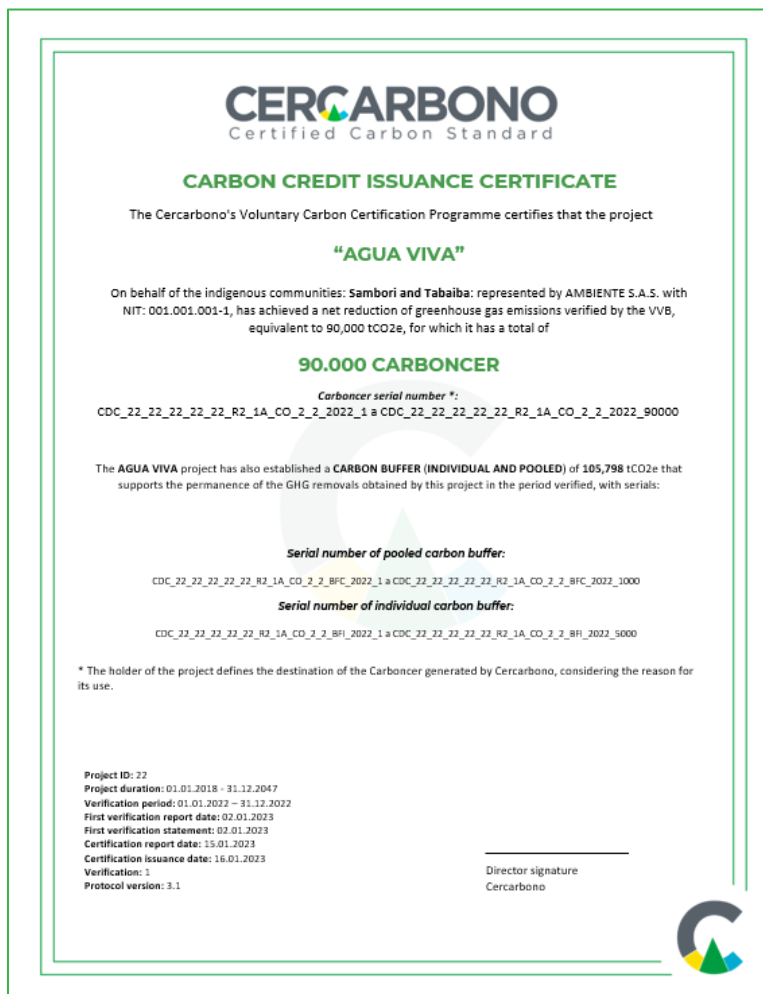 CERCARBONO
Certified Carbon Standard
CARBON CREDIT ISSUANCE CERTIFICATE
The Cercarbono's Voluntary Carbon Certification Programme certifies that the project
“AGUA VIVA”
On behalf of the indigenous communities: Sambori and Tabaiba: represented by AMBIENTE S.A.S. with
NIT: 001.001.001-1, has achieved a net reduction of greenhouse gas emissions verified by the VVB,
equivalent to 90,000 tCO2e, for which it has a total of
90.000 CARBONCER
Carboncer serial number *:
CDC_22_22_22_22_22_R2_1A_CO_2_2_2022_1 a CDC_22_22_22_22_22_R2_1A_CO_2_2_2022_90000
The AGUA VIVA project has also established a CARBON BUFFER (INDIVIDUAL AND POOLED) of 105,798 tCO2e that
supports the permanence of the GHG removals obtained by this project in the period verified, with serials:
Serial number of pooled carbon buffer:
CDC_22_22_22_22_22_R2_1A_CO_2_2_BFC_2022_1 a CDC_22_22_22_22_22_R2_1A_CO_2_2_BFC_2022_1000
Serial number of individual carbon buffer:
CDC_22_22_22_22_22_R2_1A_CO_2_2_BFI_2022_1 a CDC_22_22_22_22_22_R2_1A_CO_2_2_BFI_2022_5000
* The holder of the project defines the destination of the Carboncer generated by Cercarbono, considering the reason for
its use.
Project ID: 22
Project duration: 01.01.2018 - 31.12.2047
Verification period: 01.01.2022 – 31.12.2022
First verification report date: 02.01.2023
First verification statement: 02.01.2023
Certification report date: 15.01.2023
Certification issuance date: 16.01.2023
Verification: 1
Protocol version: 3.1
Director signature
Cercarbono